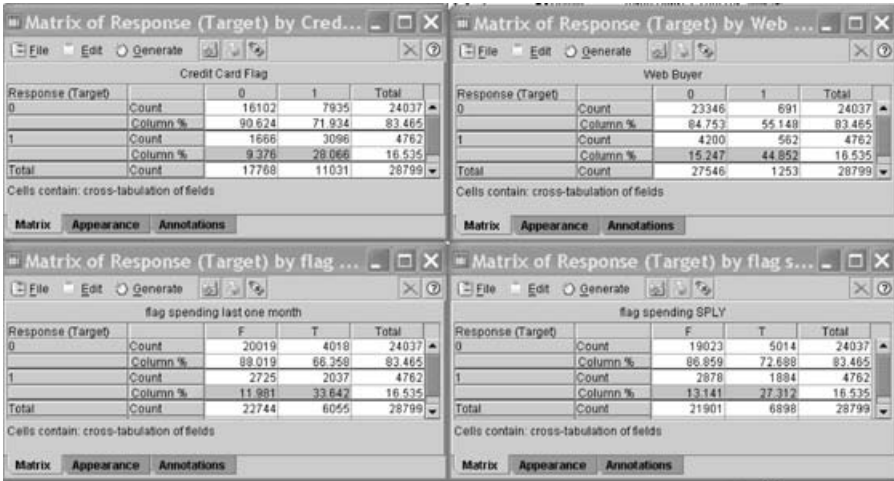 Matrix of Response (Target) by Cred...
File Edit Generate
Credit Card Flag
Response (Target) 0 1 Total
0 Count 16102 7935 24037
Column % 90.624 71.934 83.465
1 Count 1666 3096 4762
Column % 9.376 28.066 16.535
Total Count 17768 11031 28799
Cells contain: cross-tabulation of fields
Matrix Appearance Annotations
Matrix of Response (Target) by Web ...
File Edit Generate
Web Buyer
Response (Target) 0 1 Total
0 Count 23346 691 24037
Column % 84.753 55.148 83.465
1 Count 4200 562 4762
Column % 15.247 44.852 16.535
Total Count 27546 1253 28799
Cells contain: cross-tabulation of fields
Matrix Appearance Annotations
Matrix of Response (Target) by flag ...
File Edit Generate
flag spending last one month
Response (Target) F T Total
0 Count 20019 4018 24037
Column % 88.019 66.358 83.465
1 Count 2725 2037 4762
Column % 11.981 33.642 16.535
Total Count 22744 6055 28799
Cells contain: cross-tabulation of fields
Matrix Appearance Annotations
Matrix of Response (Target) by flag s...
File Edit Generate
flag spending SPLY
Response (Target) F T Total
0 Count 19023 5014 24037
Column % 86.859 72.688 83.465
1 Count 2878 1884 4762
Column % 13.141 27.312 16.535
Total Count 21901 6898 28799
Cells contain: cross-tabulation of fields
Matrix Appearance Annotations